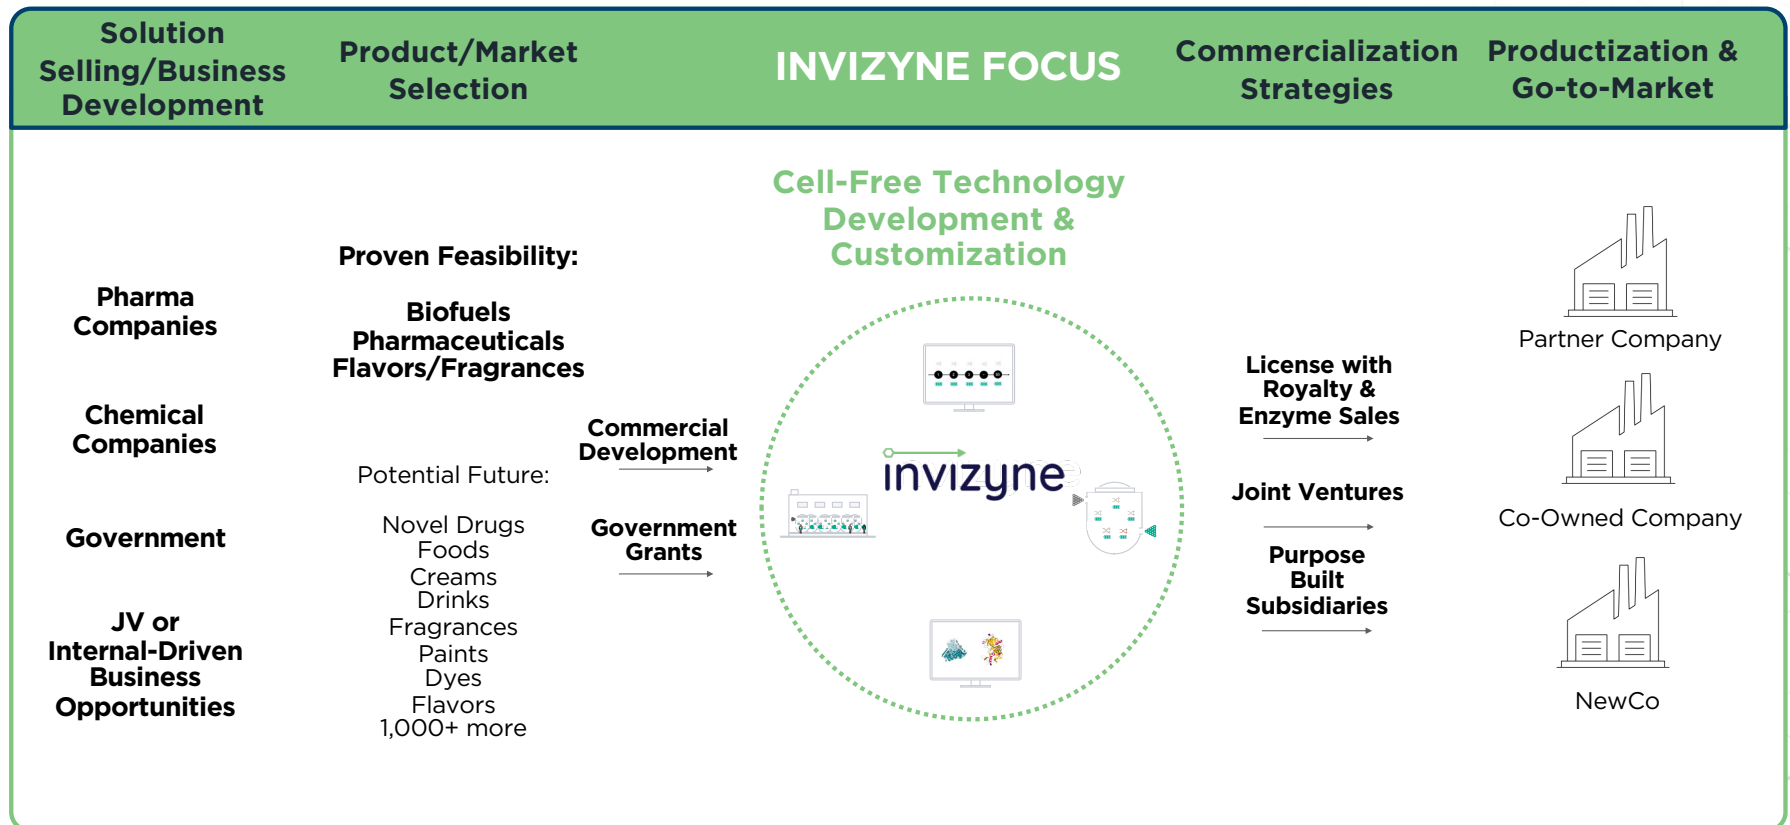 Solution
Selling/Business
Development
Product/Market
Selection
INVIZYNE FOCUS
Commercialization
Strategies
Productization &
Go-to-Market
Pharma
Companies
Chemical
Companies
Government
JV or
Internal-Driven
Business
Opportunities
Proven Feasibility:
Biofuels
Pharmaceuticals
Flavors/Fragrances
Potential Future:
Novel Drugs
Foods
Creams
Drinks
Fragrances
Paints
Dyes
Flavors
1,000+ more
Commercial
Development
Government
Grants
Cell-Free Technology
Development &
Customization
invizyne
License with
Royalty &
Enzyme Sales
Joint Ventures
Purpose
Built
Subsidiaries
Partner Company
Co-Owned Company
NewCo